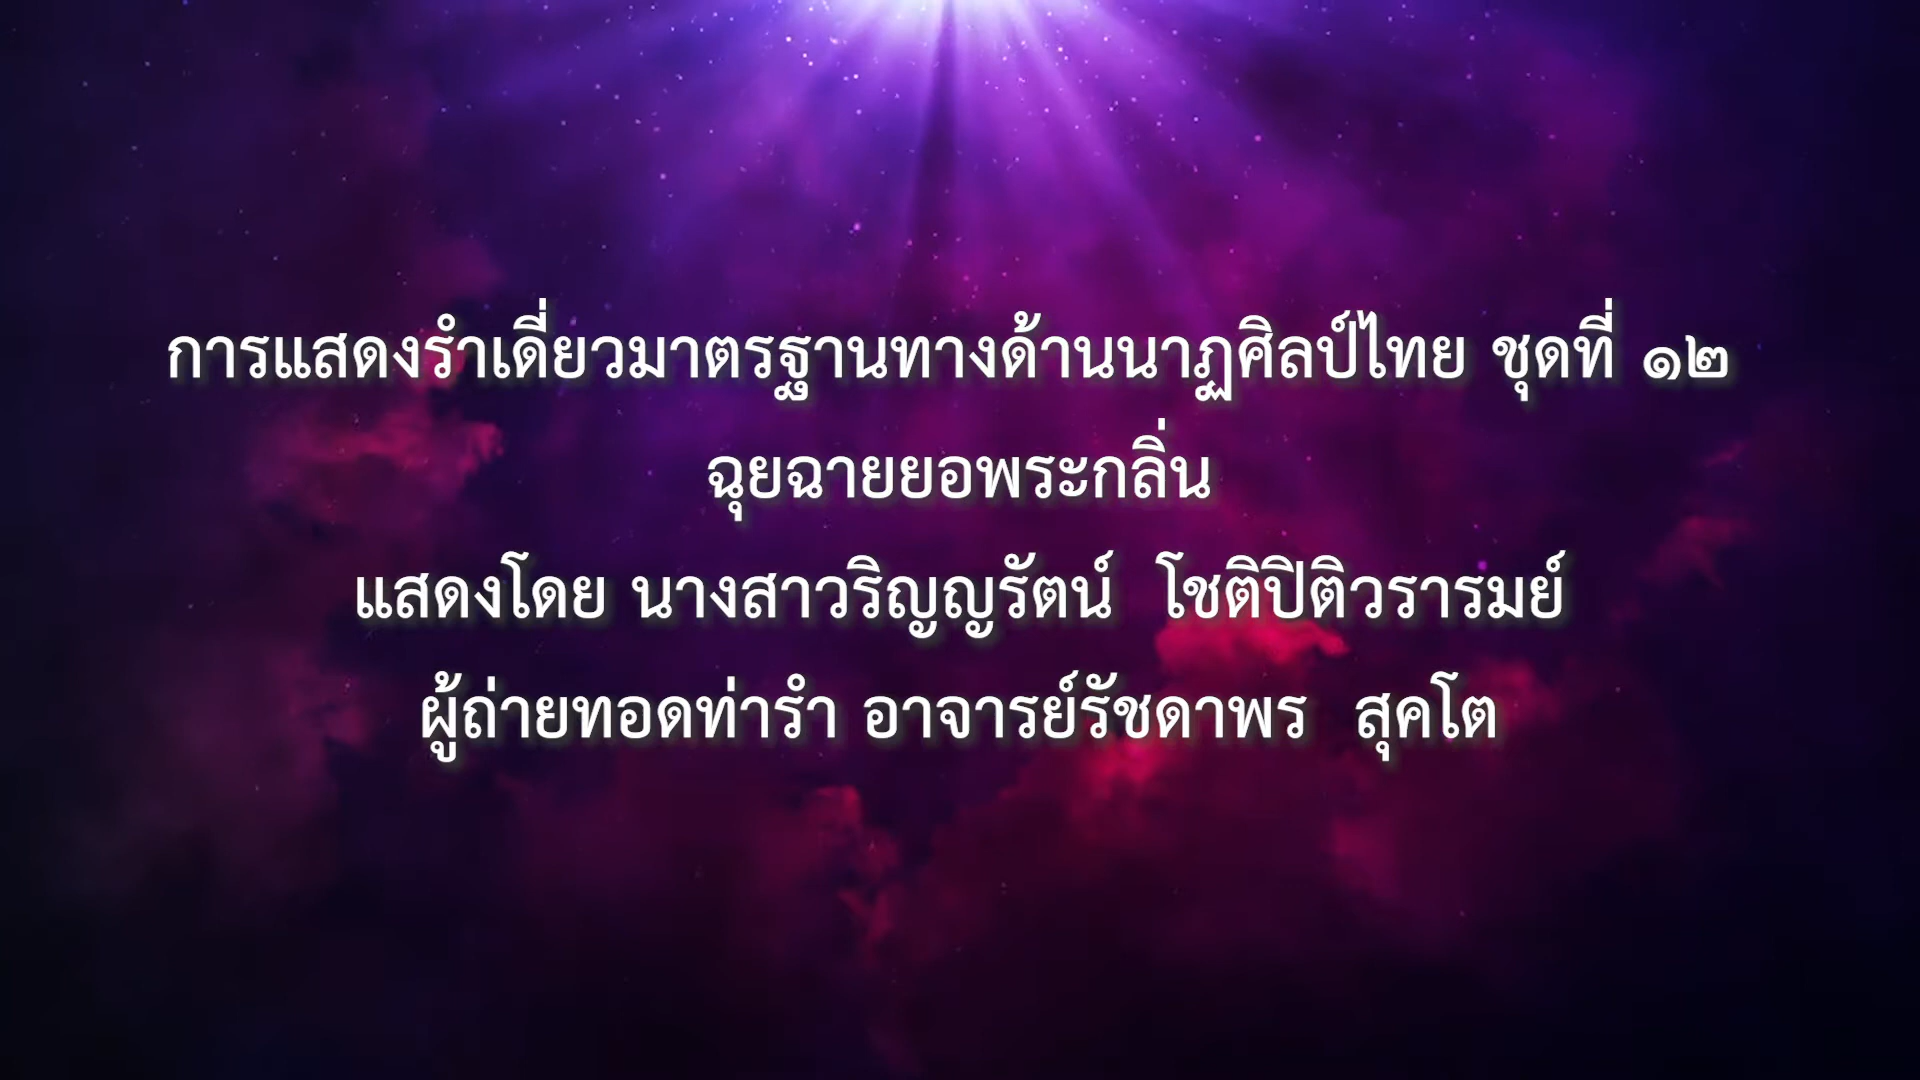 การแสดงรำเดี่ยวมาตรฐานทางด้านนาฏศิลป์ไทย ชุดที่ ๑๒
ฉุยฉายยอพระกลิ่น
แสดงโดย นางสาวริญญรัตน์ โชติปิติวรารมย์
ผู้ถ่ายทอดท่ารำ อาจารย์รัชดาพร สุคโต